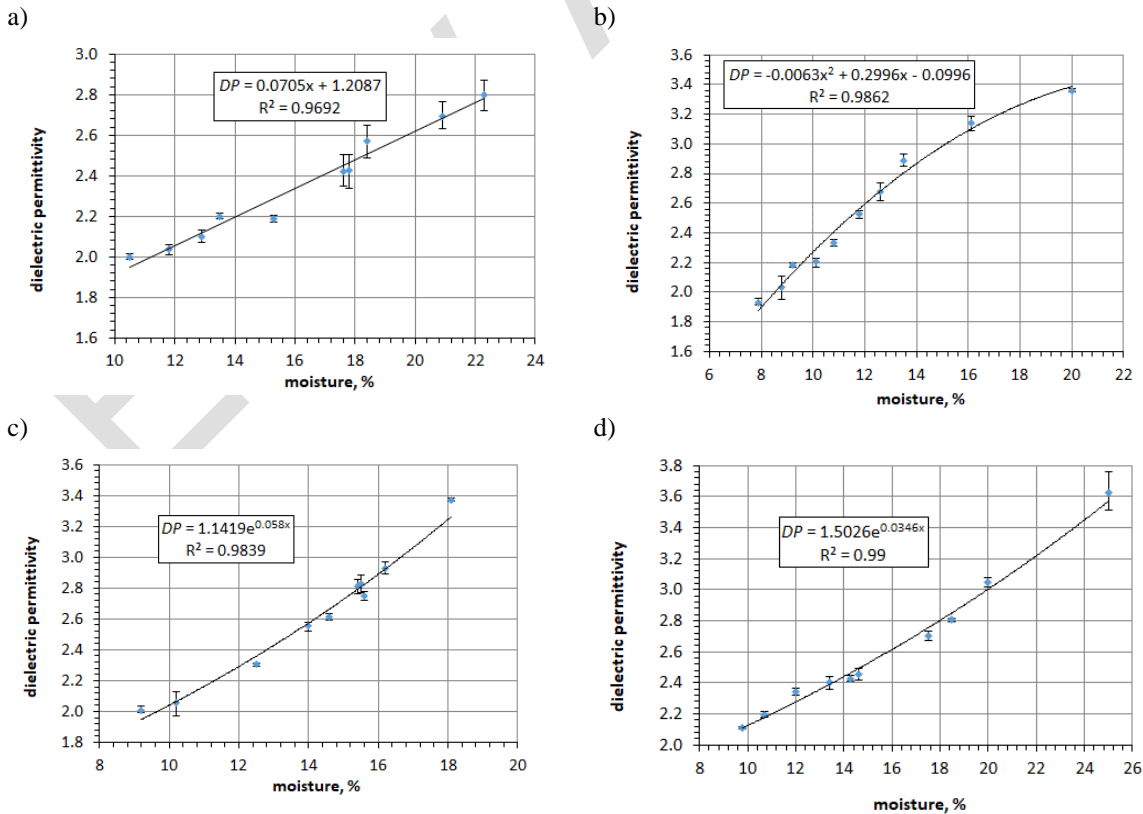 a)
3.0
2.8
2.6
2.4
2.2
2.0
1.8
1.6
dielectric permittivity
DP = 0.0705x + 1.2087
R² = 0.9692
10 12 14 16 18 20 22 24
moisture, %
b)
3.6
3.4
3.2
3.0
2.8
2.6
2.4
2.2
2.0
1.8
1.6
dielectric permittivity
DP = -0.0063x² + 0.2996x - 0.0996
R² = 0.9862
6 8 10 12 14 16 18 20 22
moisture, %
c)
3.6
3.4
3.2
3.0
2.8
2.6
2.4
2.2
2.0
1.8
dielectric permittivity
DP = 1.1419e^0.058x
R² = 0.9839
8 10 12 14 16 18 20
moisture, %
d)
3.8
3.6
3.4
3.2
3.0
2.8
2.6
2.4
2.2
2.0
dielectric permittivity
DP = 1.5026e^0.0346x
R² = 0.99
8 10 12 14 16 18 20 22 24 26
moisture, %